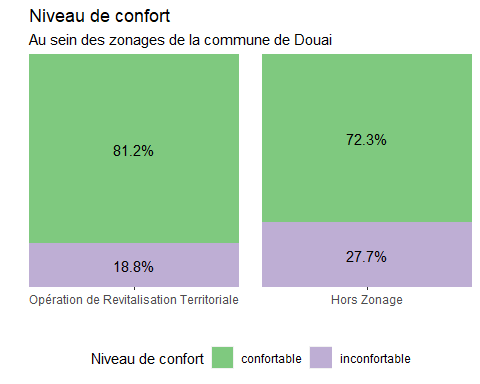 Niveau de confort
Au sein des zonages de la commune de Douai
81.2%
72.3%
18.8%
27.7%
Opération de Revitalisation Territoriale
Hors Zonage
Niveau de confort confortable inconfortable